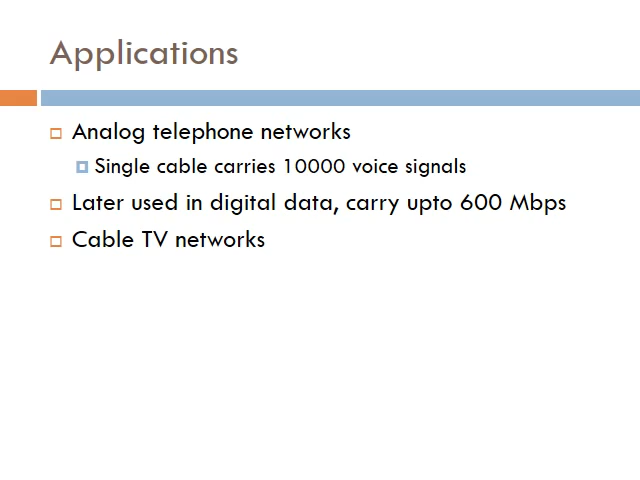 Applications
Analog telephone networks
Single cable carries 10000 voice signals
Later used in digital data, carry upto 600 Mbps
Cable TV networks